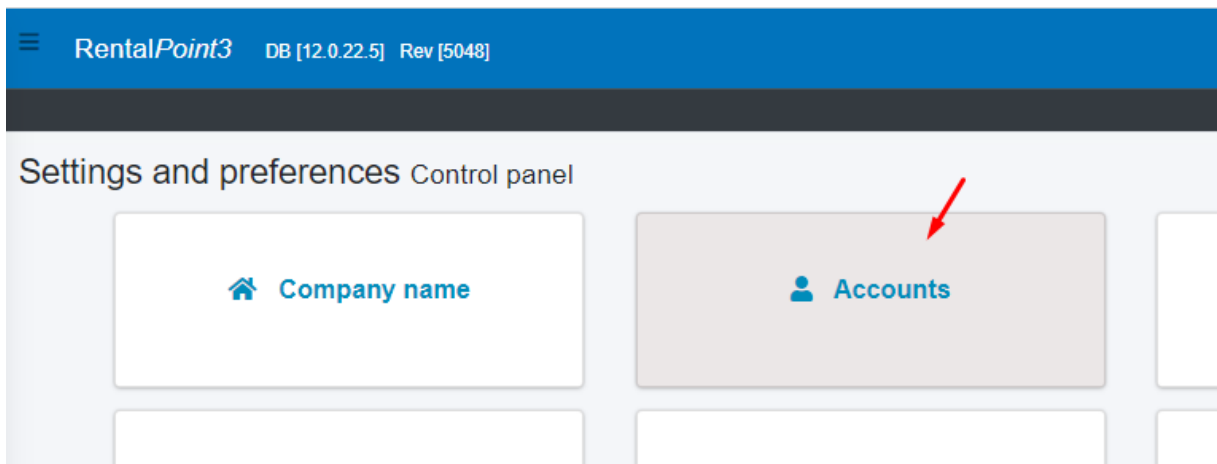 RentalPoint3 DB [12.0.22.5] Rev [5048]
Settings and preferences Control panel
Company name
Accounts